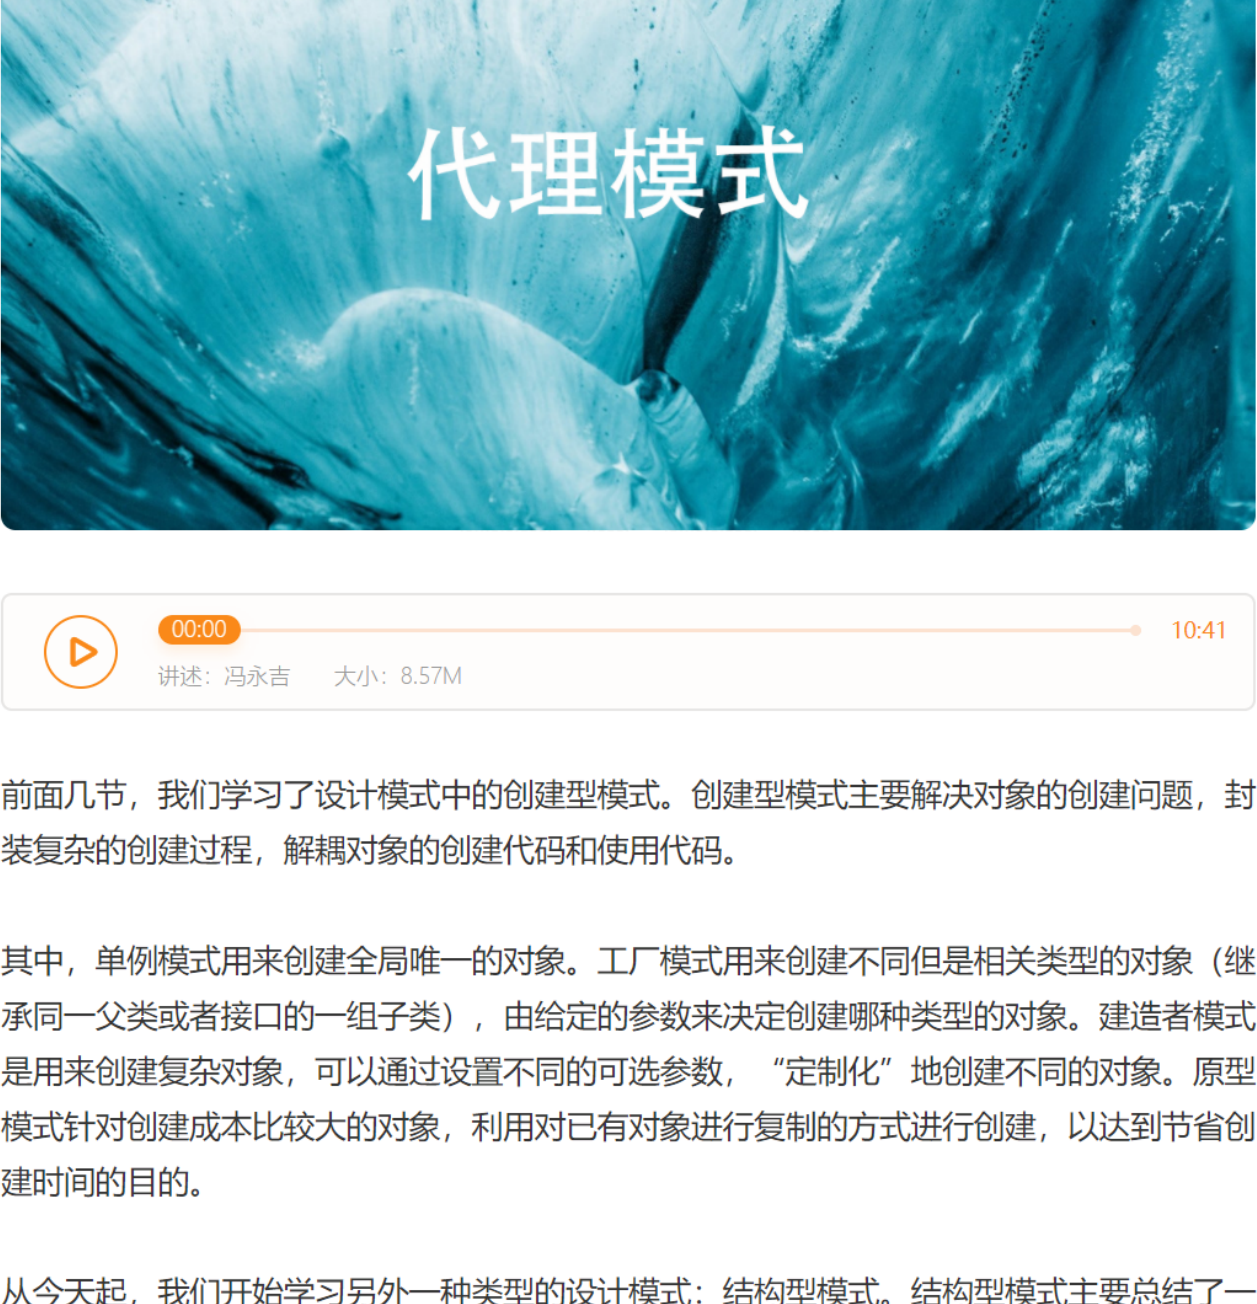 代理模式
00:00
10:41
讲述：冯永吉 大小：8.57M
前面几节，我们学习了设计模式中的创建型模式。创建型模式主要解决对象的创建问题，封
装复杂的创建过程，解耦对象的创建代码和使用代码。
其中，单例模式用来创建全局唯一的对象。工厂模式用来创建不同但是相关类型的对象（继
承同一父类或者接口的一组子类），由给定的参数来决定创建哪种类型的对象。建造者模式
是用来创建复杂对象，可以通过设置不同的可选参数，“定制化”地创建不同的对象。原型
模式针对创建成本比较大的对象，利用对已有对象进行复制的方式进行创建，以达到节省创
建时间的目的。
从今天起，我们开始学习另外一种类型的设计模式：结构型模式。结构型模式主要总结了一